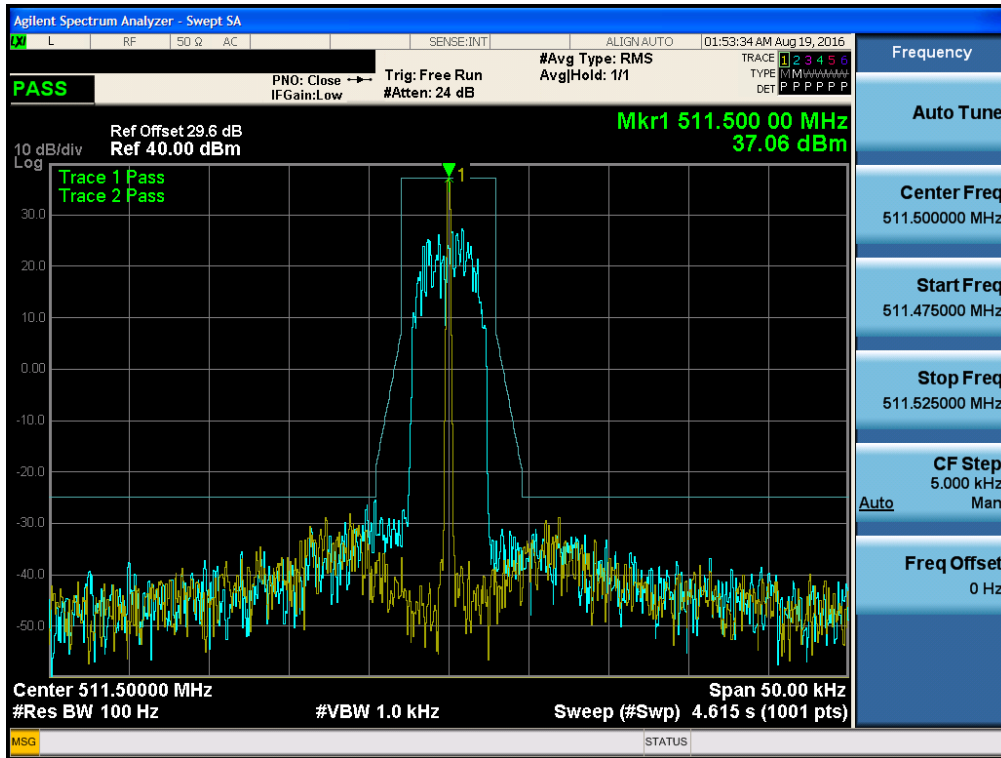 Agilent Spectrum Analyzer - Swept SA
LXI L RF 50 Ω AC SENSE:INT ALIGN AUTO 01:53:34 AM Aug 19, 2016
PASS
PNO: Close
IFGain:Low
Trig: Free Run
#Atten: 24 dB
#Avg Type: RMS
Avg|Hold: 1/1
TRACE 1 2 3 4 5 6
TYPE M M W W W W
DET P P P P P P
Mkr1 511.500 00 MHz
37.06 dBm
10 dB/div
Log
Ref Offset 29.6 dB
Ref 40.00 dBm
Trace 1 Pass
Trace 2 Pass
1
30.0
20.0
10.0
0.00
-10.0
-20.0
-30.0
-40.0
-50.0
Center 511.50000 MHz Span 50.00 kHz
#Res BW 100 Hz #VBW 1.0 kHz Sweep (#Swp) 4.615 s (1001 pts)
MSG STATUS
Frequency
Auto Tune
Center Freq
511.500000 MHz
Start Freq
511.475000 MHz
Stop Freq
511.525000 MHz
CF Step
5.000 kHz
Auto Man
Freq Offset
0 Hz